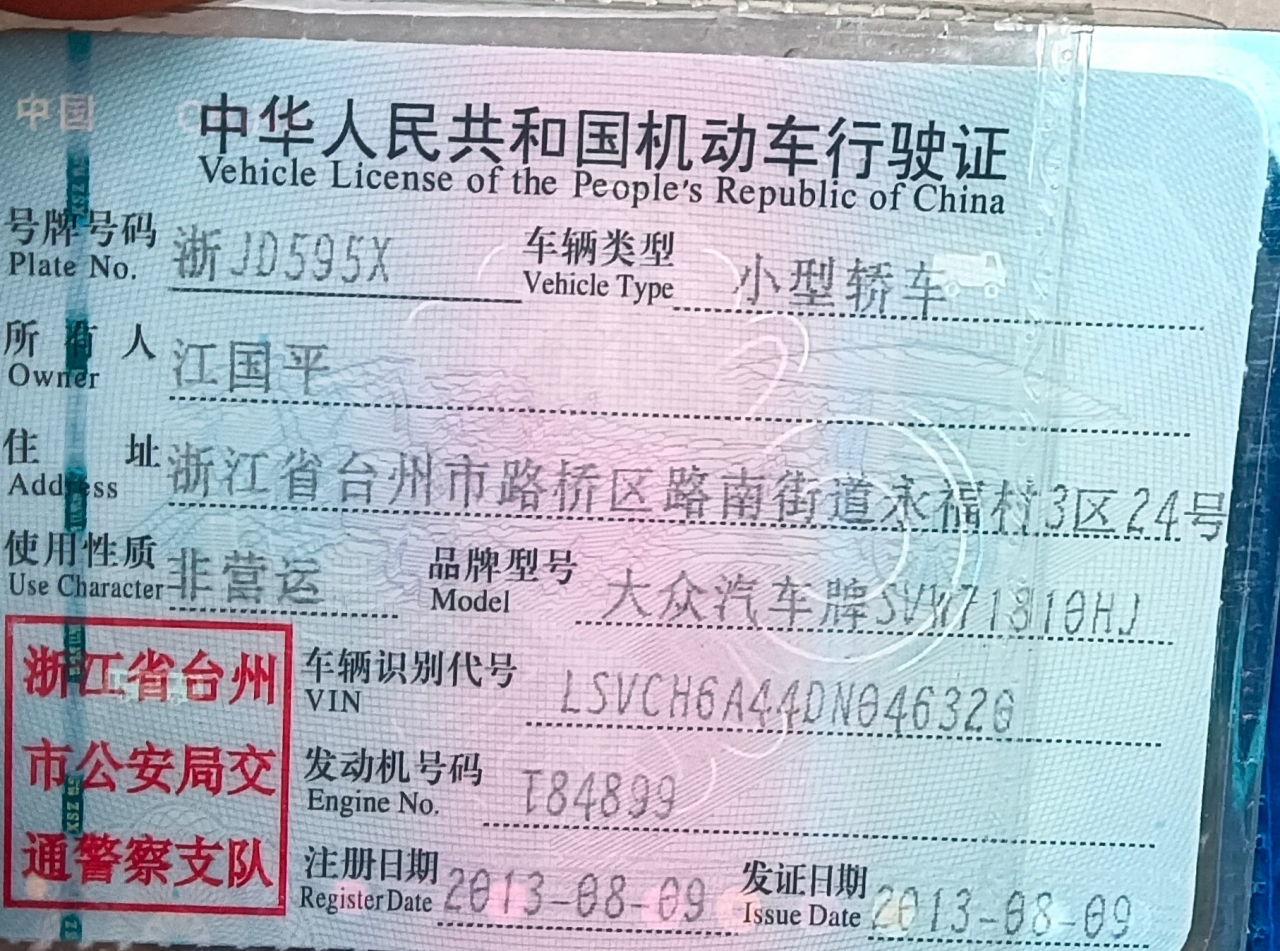 中国
中华人民共和国机动车行驶证
Vehicle License of the People's Republic of China
号牌号码 浙JD595X 车辆类型 小型轿车
Plate No. Vehicle Type
所有人 江国平
Owner
住址 浙江省台州市路桥区路南街道永福村3区24号
Address
使用性质 非营运 品牌型号 大众汽车牌SVW71810HJ
Use Character Model
浙江省台州
市公安局交
通警察支队
车辆识别代号 LSVCH6A44DN046320
VIN
发动机号码 I84899
Engine No.
注册日期 2013-08-09 发证日期 2013-08-09
Register Date Issue Date